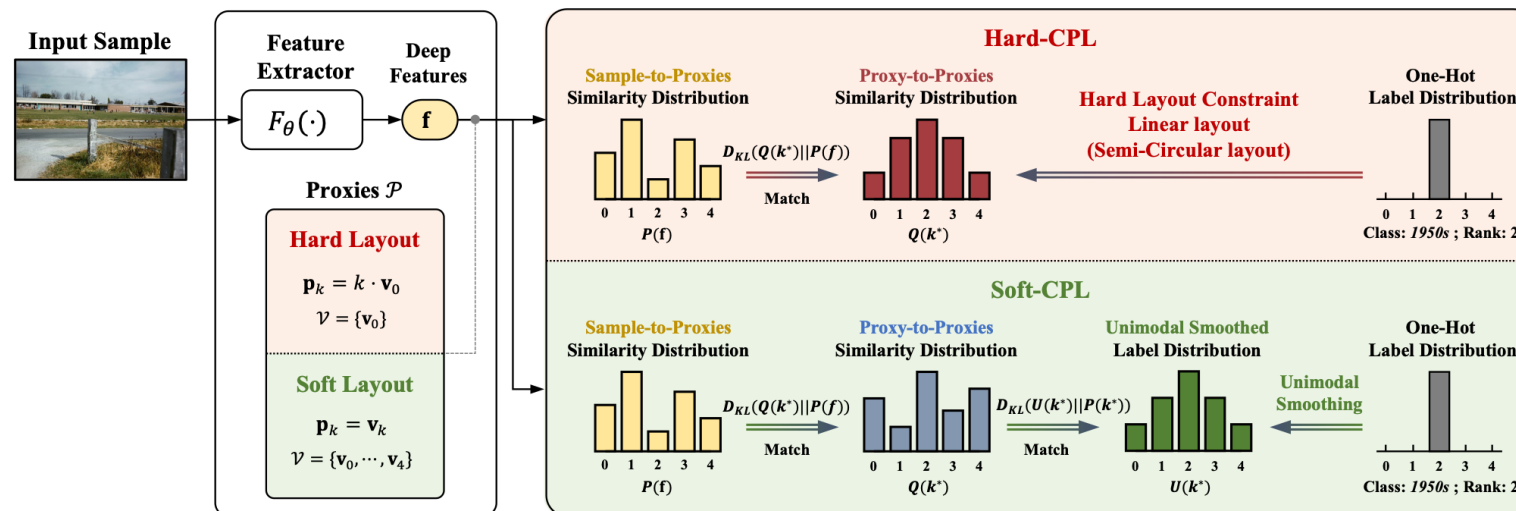 Input Sample
Feature
Extractor
F_θ(·)
Deep
Features
f
Proxies 𝒫
Hard Layout
p_k = k · v_0
𝒱 = {v_0}
Soft Layout
p_k = v_k
𝒱 = {v_0, ⋯, v_4}
Hard-CPL
Sample-to-Proxies
Similarity Distribution
0 1 2 3 4
P(f)
D_KL(Q(k*)||P(f))
Match
Proxy-to-Proxies
Similarity Distribution
0 1 2 3 4
Q(k*)
Hard Layout Constraint
Linear layout
(Semi-Circular layout)
One-Hot
Label Distribution
0 1 2 3 4
Class: 1950s ; Rank: 2
Soft-CPL
Sample-to-Proxies
Similarity Distribution
0 1 2 3 4
P(f)
D_KL(Q(k*)||P(f))
Match
Proxy-to-Proxies
Similarity Distribution
0 1 2 3 4
Q(k*)
D_KL(U(k*)||P(k*))
Match
Unimodal Smoothed
Label Distribution
0 1 2 3 4
U(k*)
Unimodal
Smoothing
One-Hot
Label Distribution
0 1 2 3 4
Class: 1950s ; Rank: 2